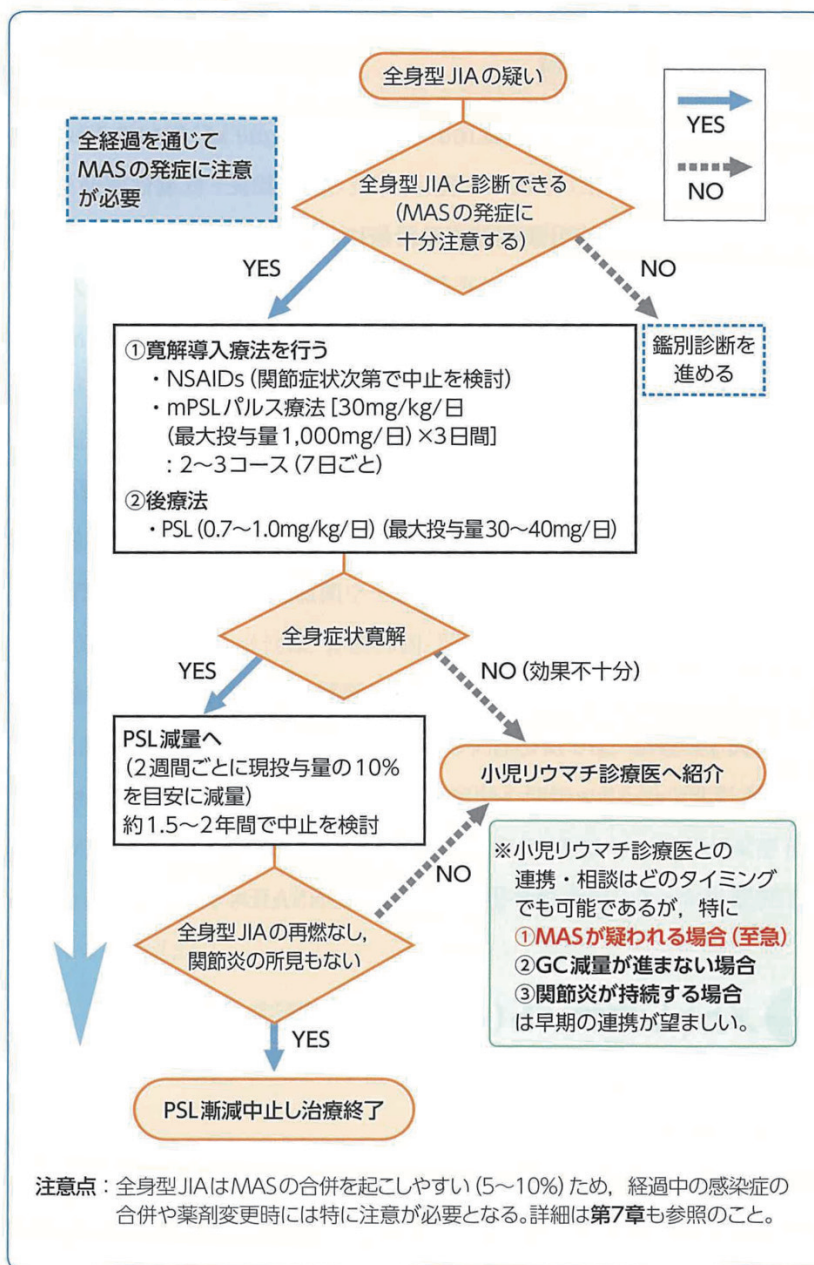 全身型JIAの疑い
YES
NO
全経過を通じて
MASの発症に注意
が必要
全身型JIAと診断できる
(MASの発症に
十分注意する)
YES
NO
①寛解導入療法を行う
・NSAIDs (関節症状次第で中止を検討)
・mPSLパルス療法 [30mg/kg/日
(最大投与量1,000mg/日) ×3日間]
: 2〜3コース (7日ごと)
②後療法
・PSL (0.7〜1.0mg/kg/日) (最大投与量30〜40mg/日)
鑑別診断を
進める
全身症状寛解
YES
NO (効果不十分)
PSL減量へ
(2週間ごとに現投与量の10%
を目安に減量)
約1.5〜2年間で中止を検討
小児リウマチ診療医へ紹介
NO
全身型JIAの再燃なし,
関節炎の所見もない
※小児リウマチ診療医との
連携・相談はどのタイミング
でも可能であるが, 特に
①MASが疑われる場合 (至急)
②GC減量が進まない場合
③関節炎が持続する場合
は早期の連携が望ましい。
YES
PSL漸減中止し治療終了
注意点:全身型JIAはMASの合併を起こしやすい (5〜10%) ため, 経過中の感染症の
合併や薬剤変更時には特に注意が必要となる。詳細は第7章も参照のこと。